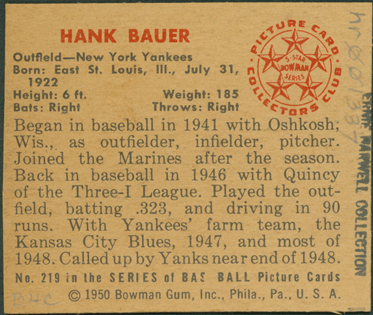 HANK BAUER
Outfield—New York Yankees
Born: East St. Louis, Ill., July 31,
1922
Height: 6 ft.          Weight: 185
Bats: Right          Throws: Right
PICTURE CARD
5-STAR
BOWMAN
SERIES
COLLECTORS CLUB
Began in baseball in 1941 with Oshkosh,
Wis., as outfielder, infielder, pitcher.
Joined the Marines after the season.
Back in baseball in 1946 with Quincy
of the Three-I League. Played the out-
field, batting .323, and driving in 90
runs. With Yankees' farm team, the
Kansas City Blues, 1947, and most of
1948. Called up by Yanks near end of 1948.
No. 219 in the SERIES of BASEBALL Picture Cards
© 1950 Bowman Gum, Inc., Phila., Pa., U. S. A.
MAXWELL COLLECTION